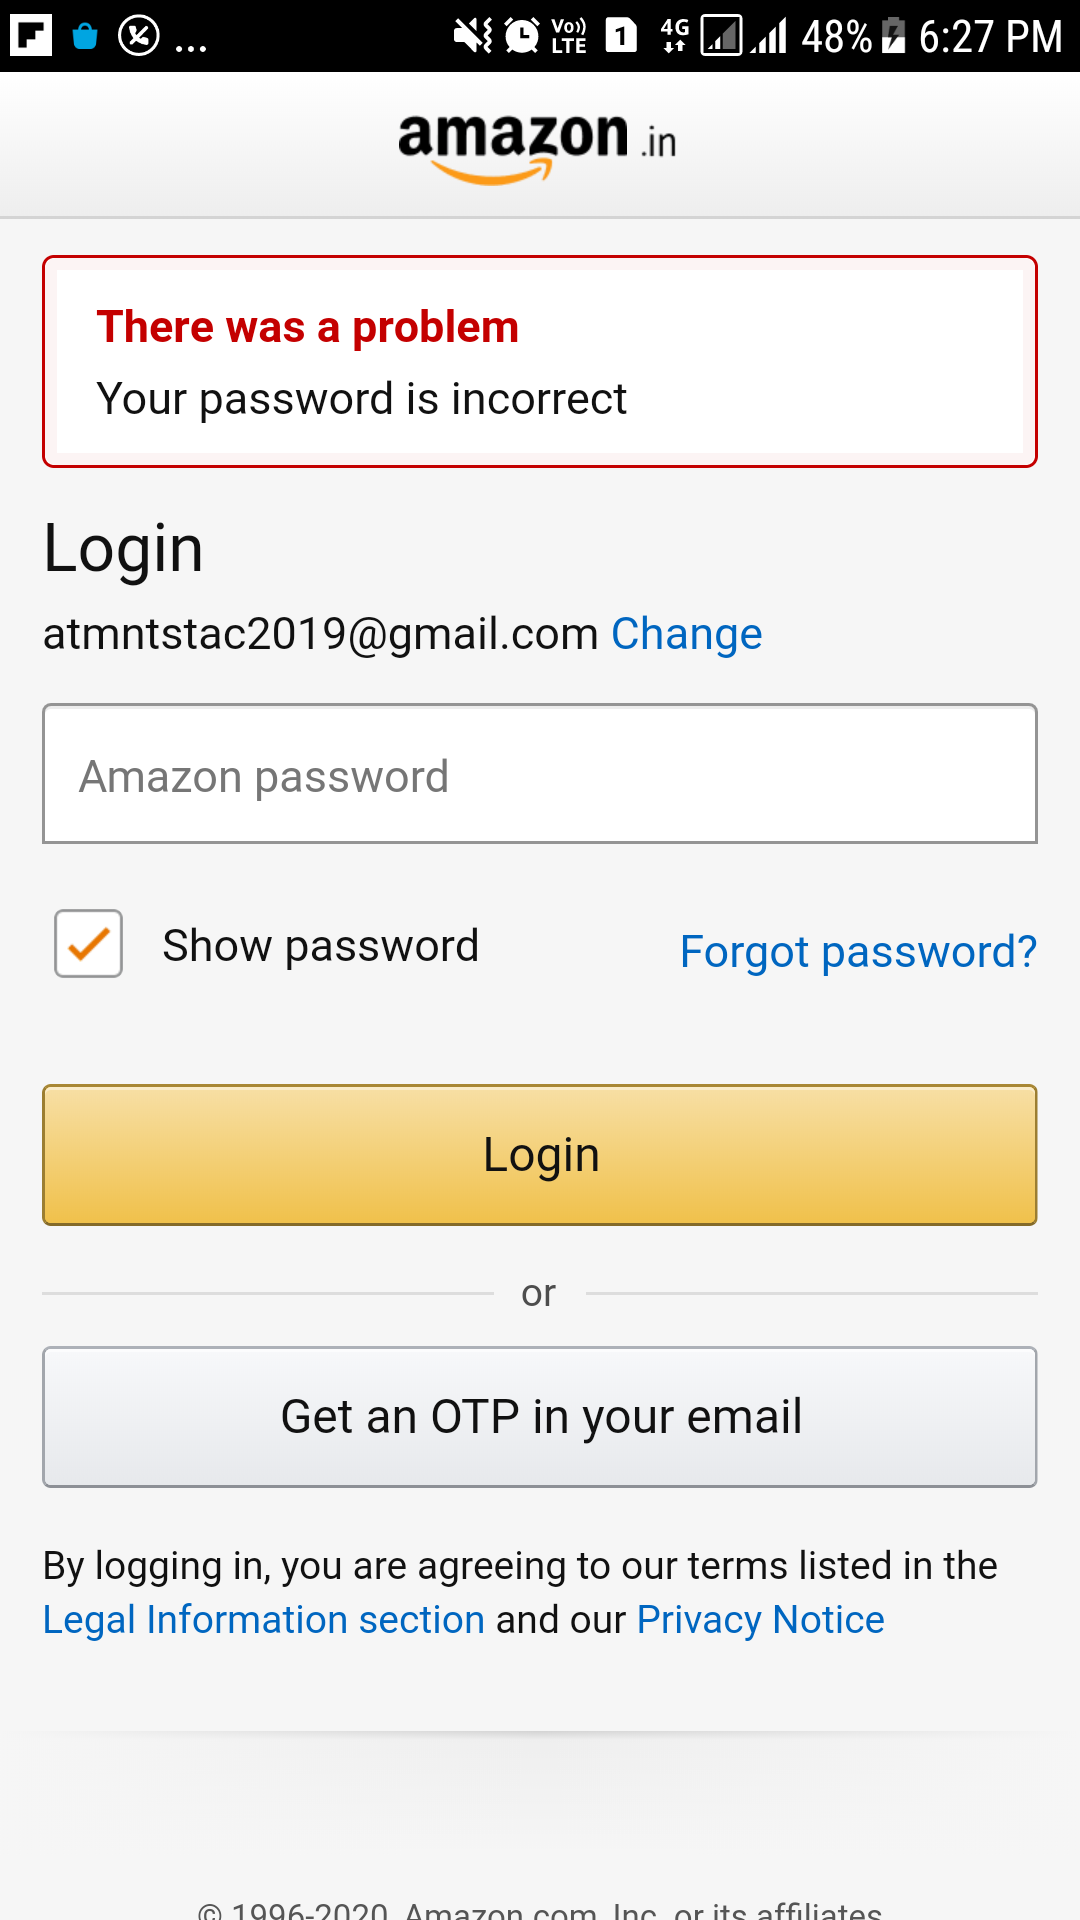 ... Vo)) LTE 1 4G 48% 6:27 PM
amazon.in
There was a problem
Your password is incorrect
Login
atmntstac2019@gmail.com Change
Amazon password
Show password Forgot password?
Login
or
Get an OTP in your email
By logging in, you are agreeing to our terms listed in the
Legal Information section and our Privacy Notice
© 1996-2020, Amazon.com, Inc. or its affiliates